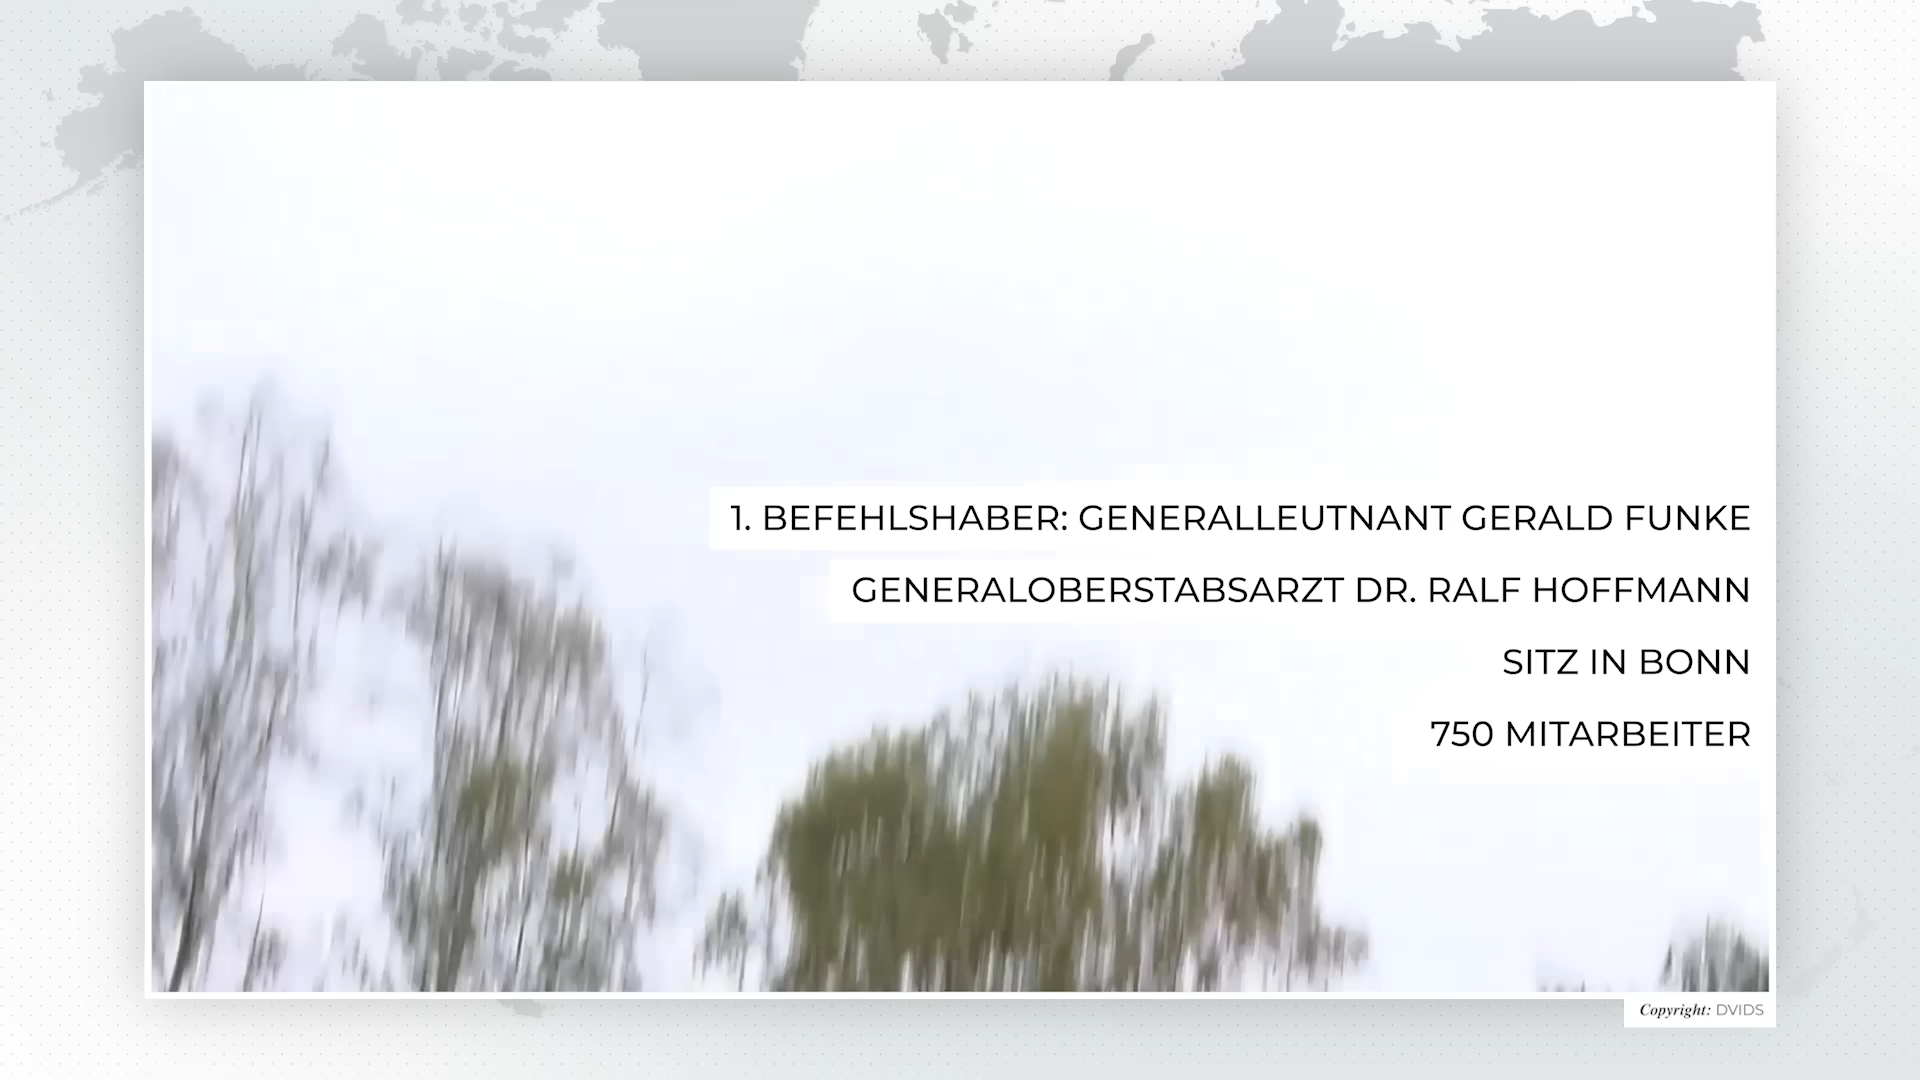 1. BEFEHLSHABER: GENERALLEUTNANT GERALD FUNKE
GENERALOBERSTABSARZT DR. RALF HOFFMANN
SITZ IN BONN
750 MITARBEITER
Copyright: DVIDS